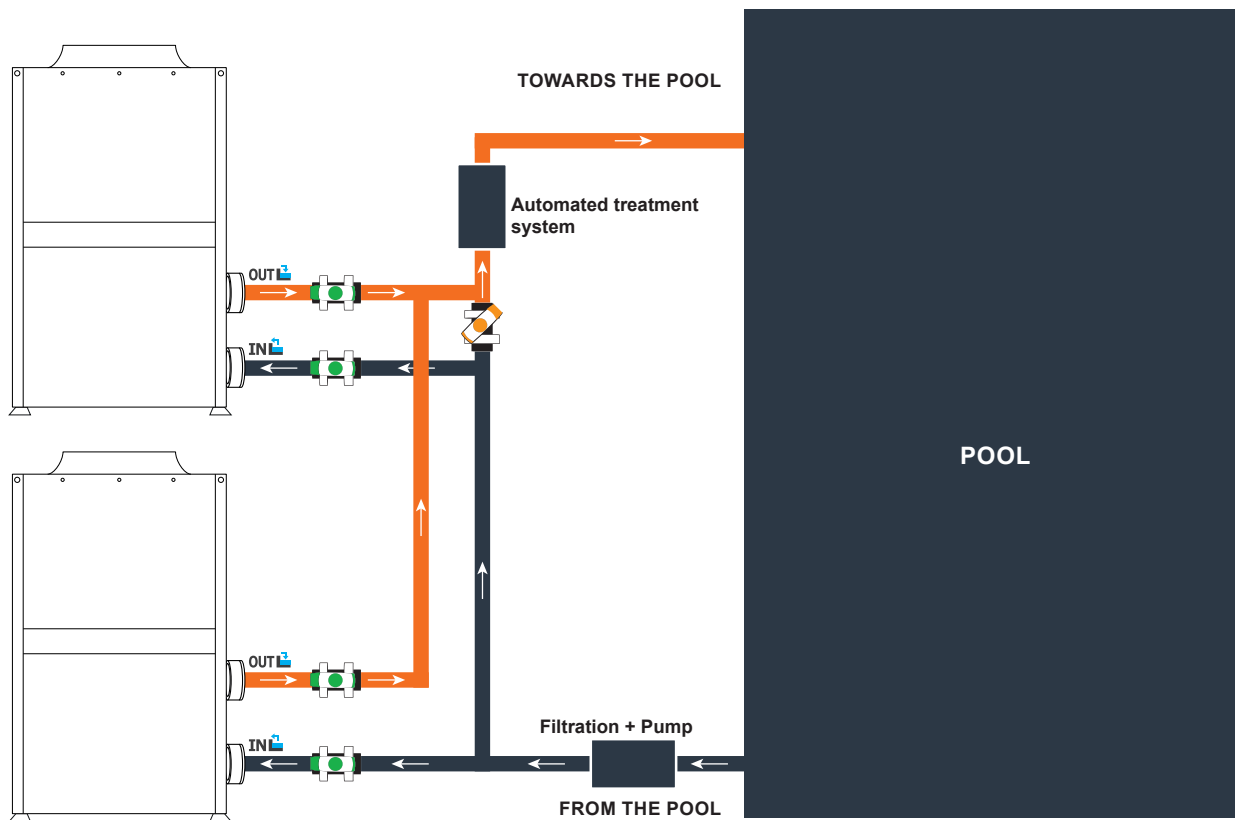 TOWARDS THE POOL
Automated treatment
system
OUT
IN
POOL
OUT
Filtration + Pump
IN
FROM THE POOL